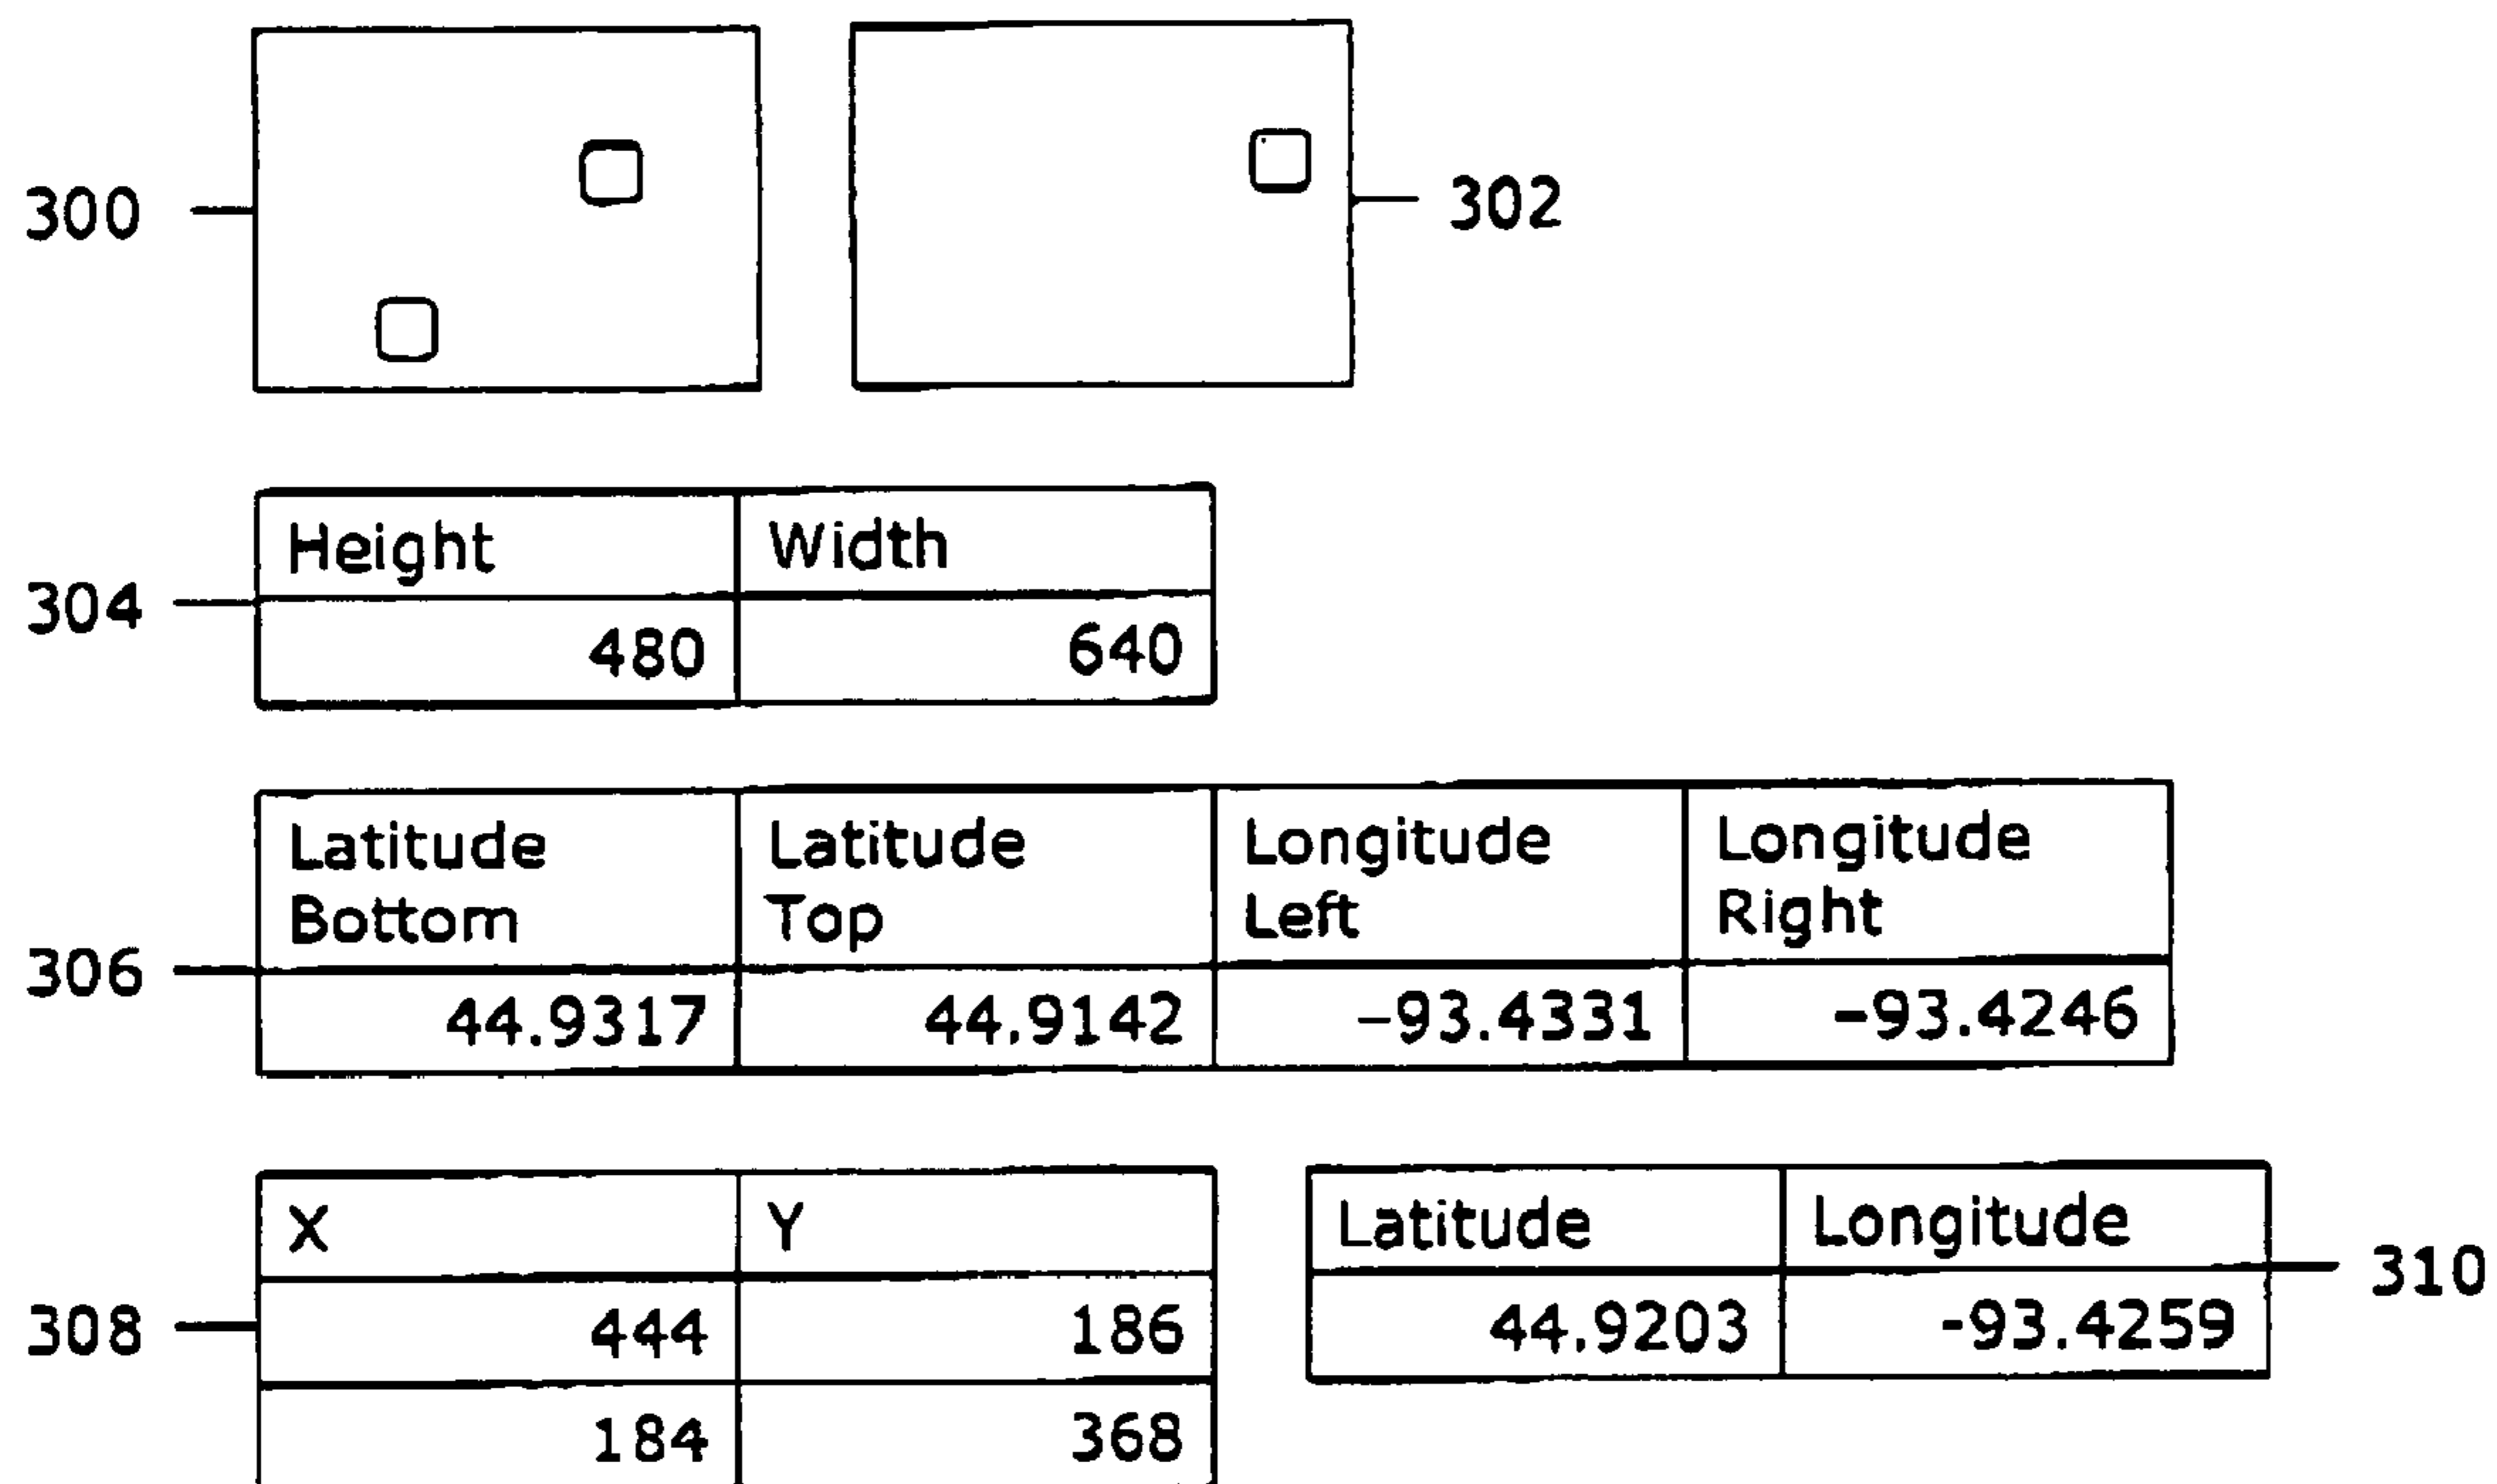 300
302
304
Height Width
480 640
306
Latitude Bottom Latitude Top Longitude Left Longitude Right
44.9317 44.9142 -93.4331 -93.4246
308
X Y
444 186
184 368
310
Latitude Longitude
44.9203 -93.4259